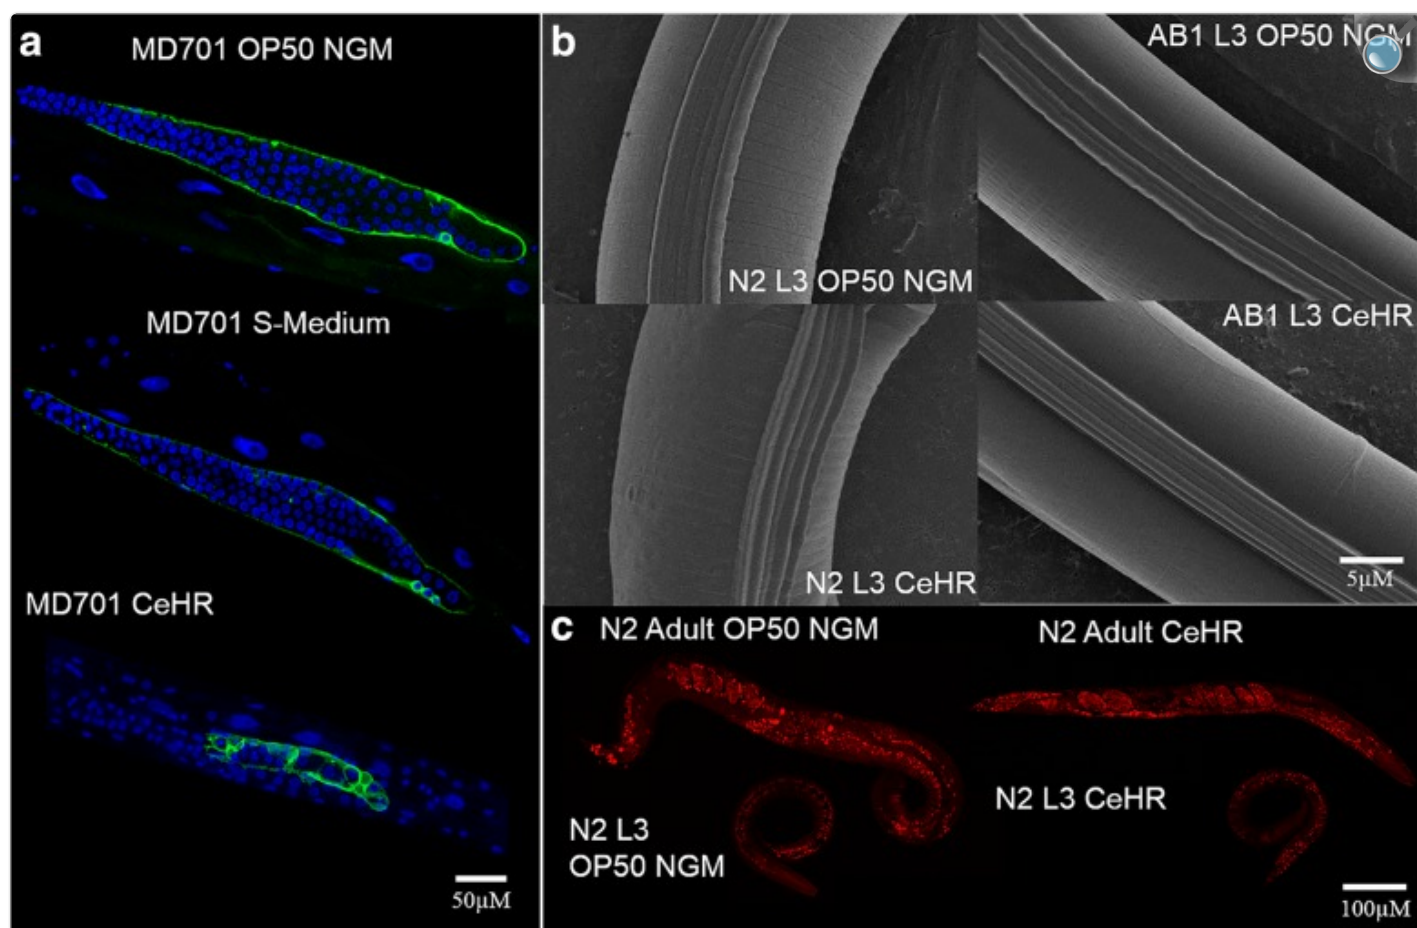 a
MD701 OP50 NGM
MD701 S-Medium
MD701 CeHR
50μM
b
AB1 L3 OP50 NGM
N2 L3 OP50 NGM
AB1 L3 CeHR
N2 L3 CeHR
5μM
c
N2 Adult OP50 NGM
N2 Adult CeHR
N2 L3 CeHR
N2 L3
OP50 NGM
100μM